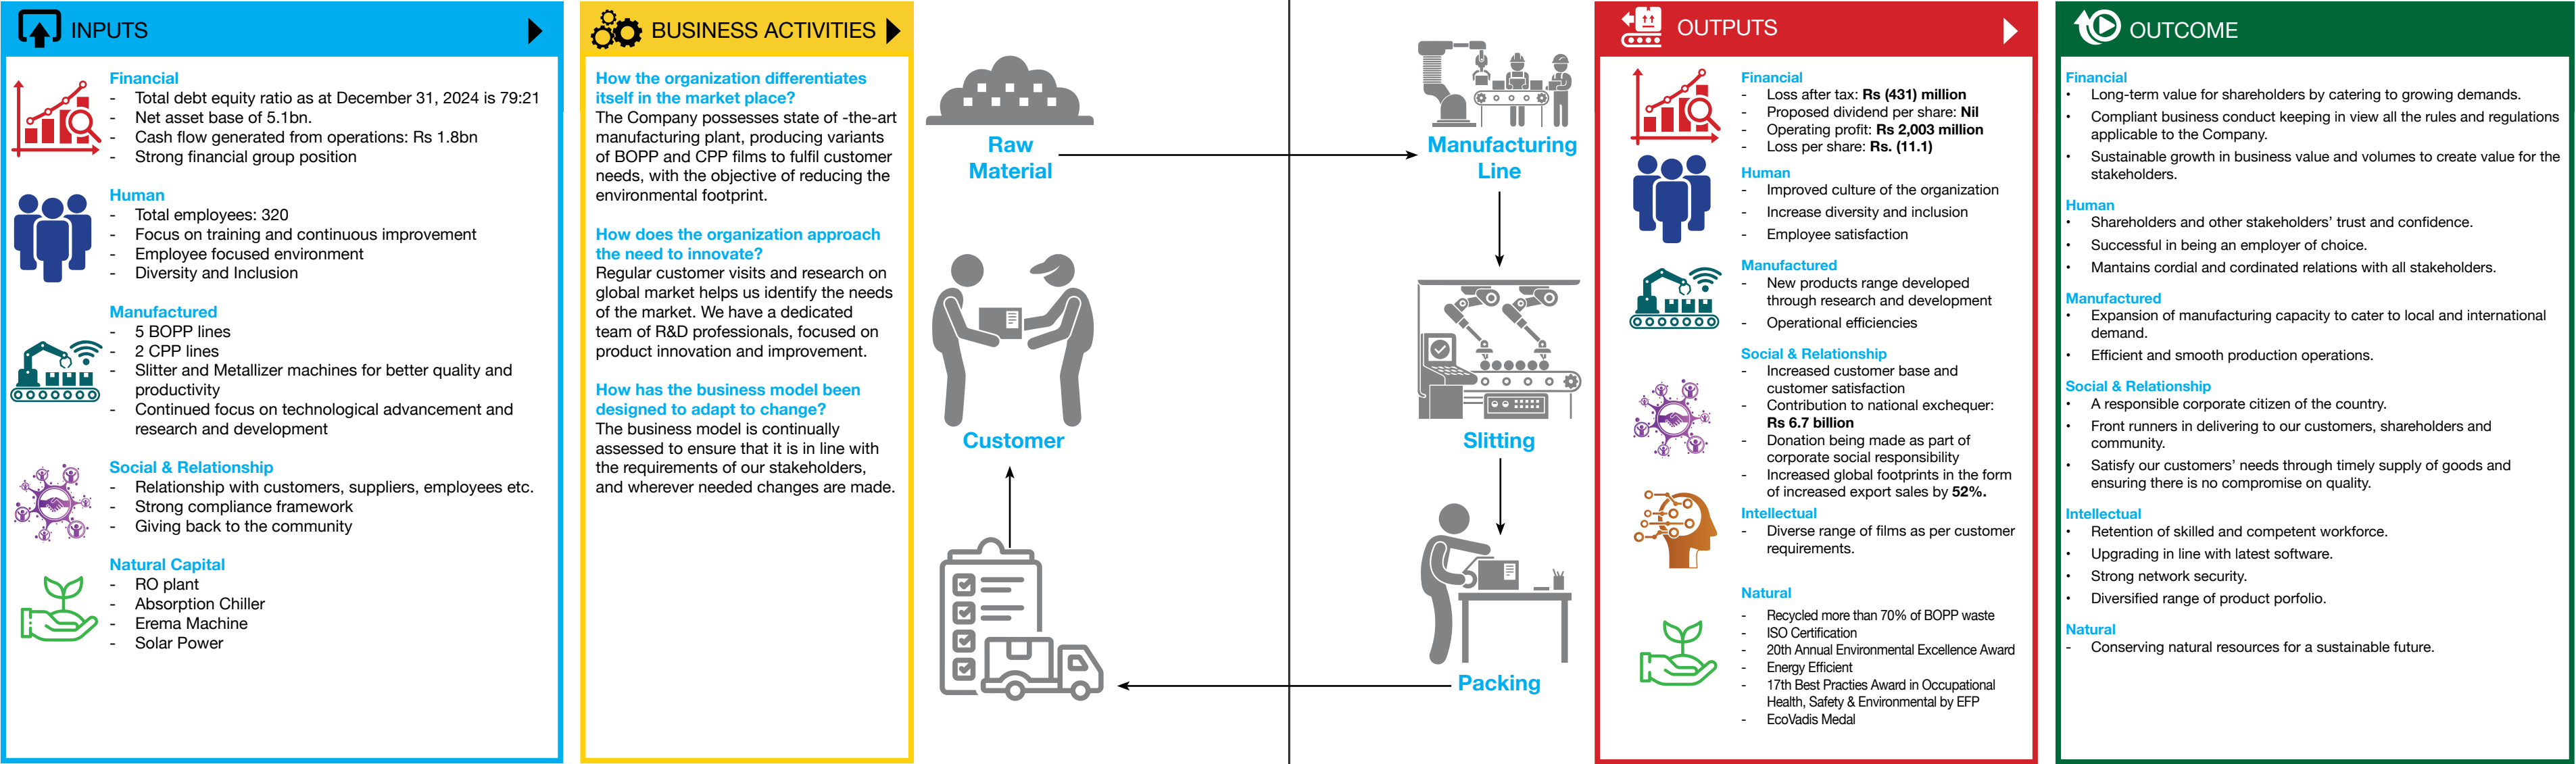 INPUTS
Financial
- Total debt equity ratio as at December 31, 2024 is 79:21
- Net asset base of 5.1bn.
- Cash flow generated from operations: Rs 1.8bn
- Strong financial group position
Human
- Total employees: 320
- Focus on training and continuous improvement
- Employee focused environment
- Diversity and Inclusion
Manufactured
- 5 BOPP lines
- 2 CPP lines
- Slitter and Metallizer machines for better quality and
productivity
- Continued focus on technological advancement and
research and development
Social & Relationship
- Relationship with customers, suppliers, employees etc.
- Strong compliance framework
- Giving back to the community
Natural Capital
- RO plant
- Absorption Chiller
- Erema Machine
- Solar Power
BUSINESS ACTIVITIES
How the organization differentiates
itself in the market place?
The Company possesses state of -the-art
manufacturing plant, producing variants
of BOPP and CPP films to fulfil customer
needs, with the objective of reducing the
environmental footprint.
How does the organization approach
the need to innovate?
Regular customer visits and research on
global market helps us identify the needs
of the market. We have a dedicated
team of R&D professionals, focused on
product innovation and improvement.
How has the business model been
designed to adapt to change?
The business model is continually
assessed to ensure that it is in line with
the requirements of our stakeholders,
and wherever needed changes are made.
Raw
Material
Manufacturing
Line
Slitting
Packing
Customer
OUTPUTS
Financial
- Loss after tax: Rs (431) million
- Proposed dividend per share: Nil
- Operating profit: Rs 2,003 million
- Loss per share: Rs. (11.1)
Human
- Improved culture of the organization
- Increase diversity and inclusion
- Employee satisfaction
Manufactured
- New products range developed
through research and development
- Operational efficiencies
Social & Relationship
- Increased customer base and
customer satisfaction
- Contribution to national exchequer:
Rs 6.7 billion
- Donation being made as part of
corporate social responsibility
- Increased global footprints in the form
of increased export sales by 52%.
Intellectual
- Diverse range of films as per customer
requirements.
Natural
- Recycled more than 70% of BOPP waste
- ISO Certification
- 20th Annual Environmental Excellence Award
- Energy Efficient
- 17th Best Practies Award in Occupational
Health, Safety & Environmental by EFP
- EcoVadis Medal
OUTCOME
Financial
• Long-term value for shareholders by catering to growing demands.
• Compliant business conduct keeping in view all the rules and regulations
applicable to the Company.
• Sustainable growth in business value and volumes to create value for the
stakeholders.
Human
• Shareholders and other stakeholders' trust and confidence.
• Successful in being an employer of choice.
• Mantains cordial and cordinated relations with all stakeholders.
Manufactured
• Expansion of manufacturing capacity to cater to local and international
demand.
• Efficient and smooth production operations.
Social & Relationship
• A responsible corporate citizen of the country.
• Front runners in delivering to our customers, shareholders and
community.
• Satisfy our customers' needs through timely supply of goods and
ensuring there is no compromise on quality.
Intellectual
• Retention of skilled and competent workforce.
• Upgrading in line with latest software.
• Strong network security.
• Diversified range of product porfolio.
Natural
- Conserving natural resources for a sustainable future.